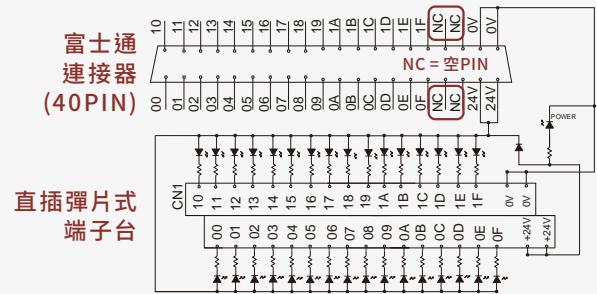 富士通
連接器
(40PIN)
10 11 12 13 14 15 16 17 18 19 1A 1B 1C 1D 1E 1F NC NC 0V 0V
NC = 空PIN
00 01 02 03 04 05 06 07 08 09 0A 0B 0C 0D 0E 0F NC NC 24V 24V
POWER
直插彈片式
端子台
CN1
10 11 12 13 14 15 16 17 18 19 1A 1B 1C 1D 1E 1F 0V 0V
00 01 02 03 04 05 06 07 08 09 0A 0B 0C 0D 0E 0F +24V +24V